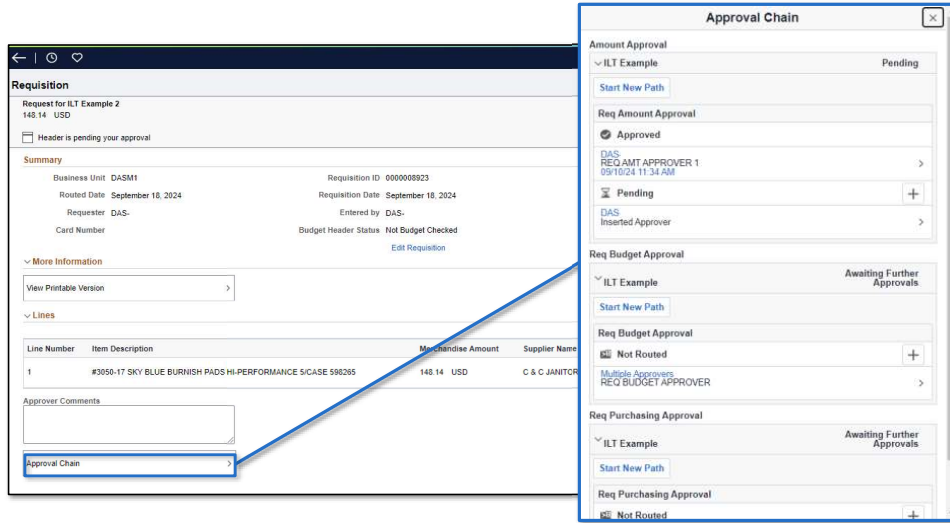 Requisition
Request for ILT Example 2
148.14 USD
Header is pending your approval
Summary
Business Unit DASM1
Requisition ID 0000008923
Routed Date September 18, 2024
Requisition Date September 18, 2024
Requester DAS-
Entered by DAS-
Card Number
Budget Header Status Not Budget Checked
Edit Requisition
More Information
View Printable Version
Lines
Line Number Item Description Merchandise Amount Supplier Name
1 #3050-17 SKY BLUE BURNISH PADS HI-PERFORMANCE 5/CASE 598265 148.14 USD C & C JANITOR
Approver Comments
Approval Chain
Approval Chain
Amount Approval
ILT Example Pending
Start New Path
Req Amount Approval
Approved
DAS-
REQ AMT APPROVER 1
09/10/24 11:34 AM
Pending
DAS
Inserted Approver
Req Budget Approval
ILT Example Awaiting Further
Approvals
Start New Path
Req Budget Approval
Not Routed
Multiple Approvers
REQ BUDGET APPROVER
Req Purchasing Approval
ILT Example Awaiting Further
Approvals
Start New Path
Req Purchasing Approval
Not Routed